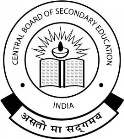 CENTRAL BOARD OF SECONDARY EDUCATION
INDIA
असतो मा सद्गमय